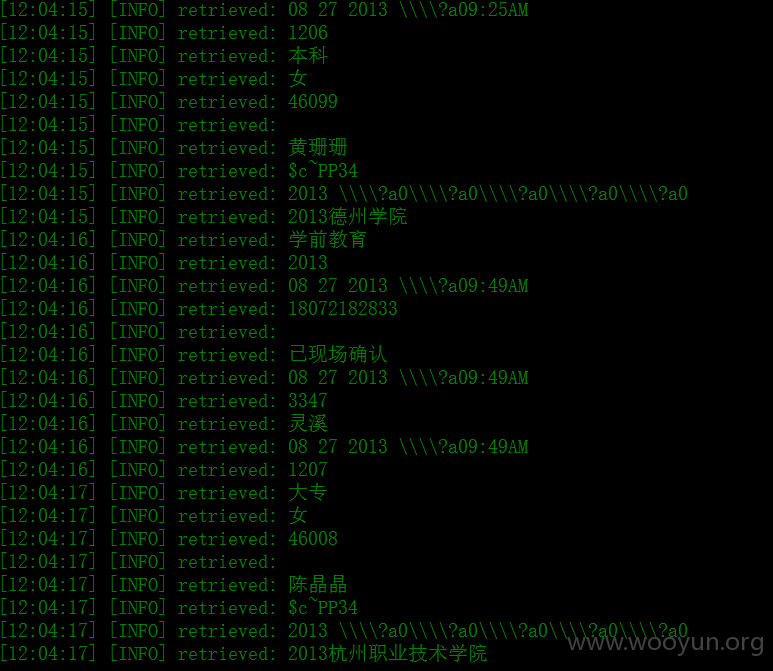 [12:04:15] [INFO] retrieved: 08 27 2013 \\\\?a09:25AM
[12:04:15] [INFO] retrieved: 1206
[12:04:15] [INFO] retrieved: 本科
[12:04:15] [INFO] retrieved: 女
[12:04:15] [INFO] retrieved: 46099
[12:04:15] [INFO] retrieved:
[12:04:15] [INFO] retrieved: 黄珊珊
[12:04:15] [INFO] retrieved: $c~PP34
[12:04:15] [INFO] retrieved: 2013 \\\\?a0\\\\?a0\\\\?a0\\\\?a0\\\\?a0
[12:04:15] [INFO] retrieved: 2013德州学院
[12:04:16] [INFO] retrieved: 学前教育
[12:04:16] [INFO] retrieved: 2013
[12:04:16] [INFO] retrieved: 08 27 2013 \\\\?a09:49AM
[12:04:16] [INFO] retrieved: 18072182833
[12:04:16] [INFO] retrieved:
[12:04:16] [INFO] retrieved: 已现场确认
[12:04:16] [INFO] retrieved: 08 27 2013 \\\\?a09:49AM
[12:04:16] [INFO] retrieved: 3347
[12:04:16] [INFO] retrieved: 灵溪
[12:04:16] [INFO] retrieved: 08 27 2013 \\\\?a09:49AM
[12:04:16] [INFO] retrieved: 1207
[12:04:17] [INFO] retrieved: 大专
[12:04:17] [INFO] retrieved: 女
[12:04:17] [INFO] retrieved: 46008
[12:04:17] [INFO] retrieved:
[12:04:17] [INFO] retrieved: 陈晶晶
[12:04:17] [INFO] retrieved: $c~PP34
[12:04:17] [INFO] retrieved: 2013 \\\\?a0\\\\?a0\\\\?a0\\\\?a0\\\\?a0
[12:04:17] [INFO] retrieved: 2013杭州职业技术学院
www.wooyun.org